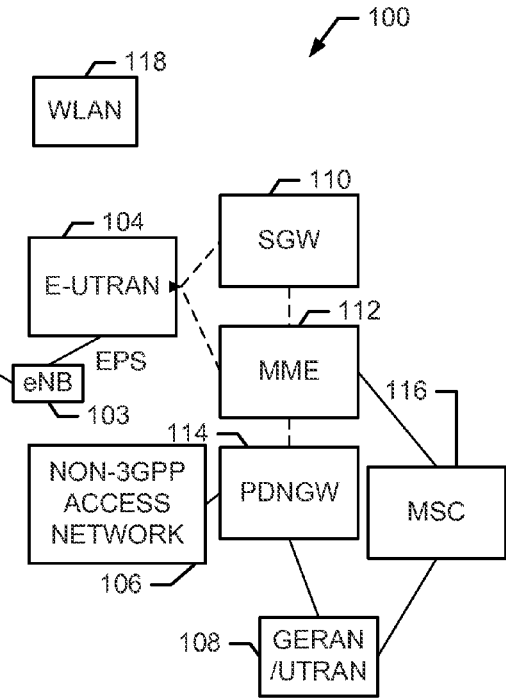 100
118
WLAN
110
SGW
104
E-UTRAN
112
MME
EPS
eNB
103
116
114
PDNGW
NON-3GPP
ACCESS
NETWORK
106
MSC
108
GERAN
/UTRAN